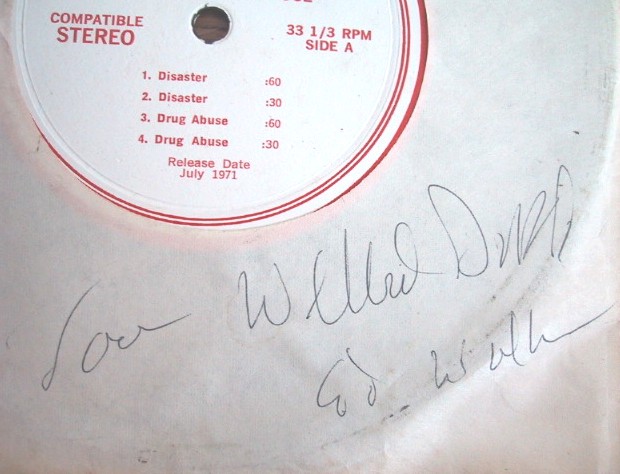 COMPATIBLE
STEREO
33 1/3 RPM
SIDE A
1. Disaster :60
2. Disaster :30
3. Drug Abuse :60
4. Drug Abuse :30
Release Date
July 1971
Ed